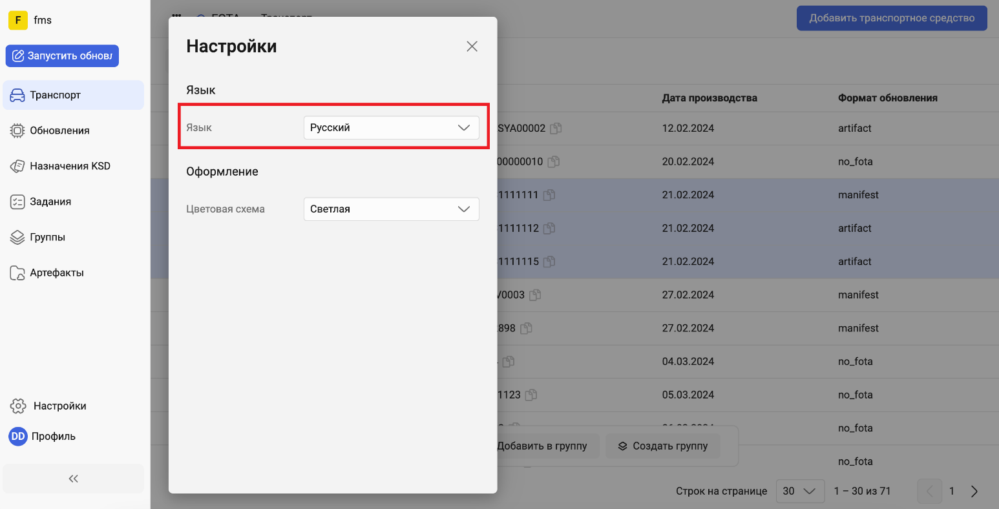 F fms
Запустить обновл
Транспорт
Обновления
Назначения KSD
Задания
Группы
Артефакты
Настройки
DD Профиль
Настройки
Язык
Язык Русский
Оформление
Цветовая схема Светлая
FOTA Транспорт
Добавить транспортное средство
Дата производства Формат обновления
SYA00002 12.02.2024 artifact
00000010 20.02.2024 no_fota
1111111 21.02.2024 manifest
1111112 21.02.2024 artifact
1111115 21.02.2024 artifact
V0003 27.02.2024 manifest
898 27.02.2024 manifest
04.03.2024 no_fota
1123 05.03.2024 no_fota
no_fota
Добавить в группу Создать группу
no_fota
Строк на странице 30 1 – 30 из 71 1